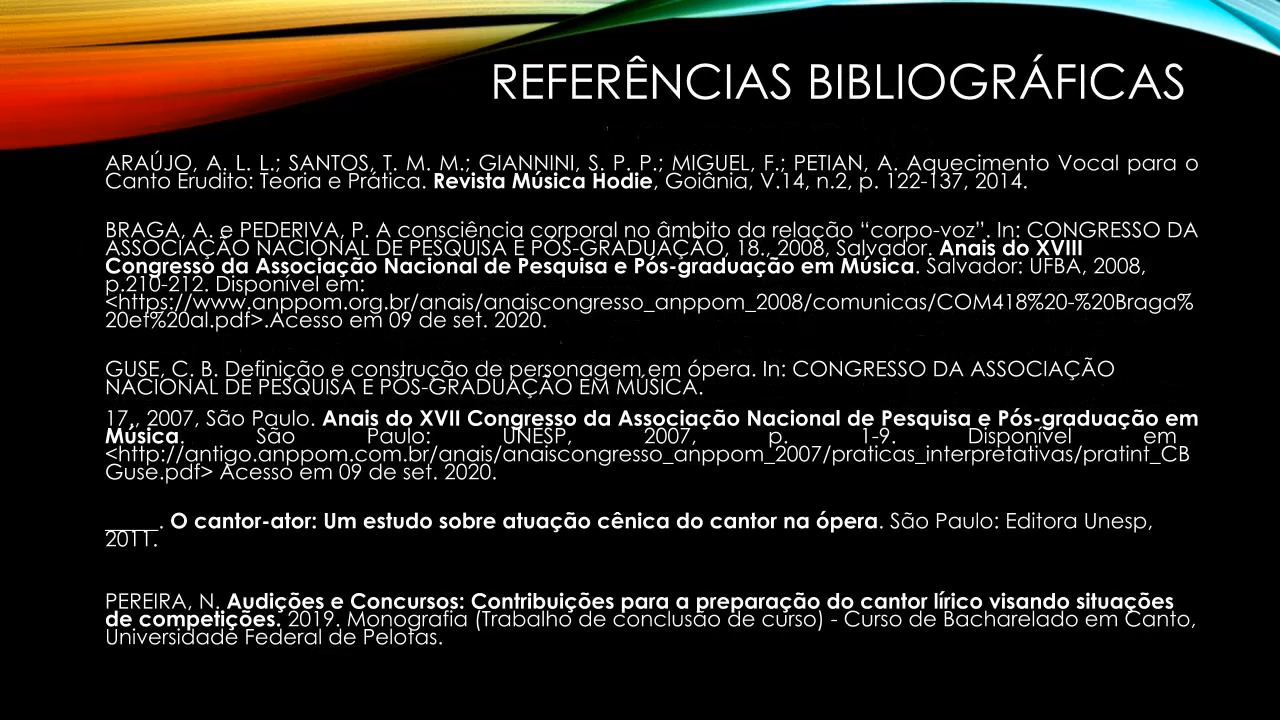 REFERÊNCIAS BIBLIOGRÁFICAS
ARAÚJO, A. L. L.; SANTOS, T. M. M.; GIANNINI, S. P. P.; MIGUEL, F.; PETIAN, A. Aquecimento Vocal para o
Canto Erudito: Teoria e Prática. Revista Música Hodie, Goiânia, V.14, n.2, p. 122-137, 2014.
BRAGA, A. e PEDERIVA, P. A consciência corporal no âmbito da relação “corpo-voz”. In: CONGRESSO DA
ASSOCIAÇÃO NACIONAL DE PESQUISA E PÓS-GRADUAÇÃO, 18., 2008, Salvador. Anais do XVIII
Congresso da Associação Nacional de Pesquisa e Pós-graduação em Música. Salvador: UFBA, 2008,
p.210-212. Disponível em:
<https://www.anppom.org.br/anais/anaiscongresso_anppom_2008/comunicas/COM418%20-%20Braga%
20et%20al.pdf>.Acesso em 09 de set. 2020.
GUSE, C. B. Definição e construção de personagem em ópera. In: CONGRESSO DA ASSOCIAÇÃO
NACIONAL DE PESQUISA E PÓS-GRADUAÇÃO EM MÚSICA.
17., 2007, São Paulo. Anais do XVII Congresso da Associação Nacional de Pesquisa e Pós-graduação em
Música. São Paulo: UNESP, 2007, p. 1-9. Disponível em
<http://antigo.anppom.com.br/anais/anaiscongresso_anppom_2007/praticas_interpretativas/pratint_CB
Guse.pdf> Acesso em 09 de set. 2020.
_____. O cantor-ator: Um estudo sobre atuação cênica do cantor na ópera. São Paulo: Editora Unesp,
2011.
PEREIRA, N. Audições e Concursos: Contribuições para a preparação do cantor lírico visando situações
de competições. 2019. Monografia (Trabalho de conclusão de curso) - Curso de Bacharelado em Canto,
Universidade Federal de Pelotas.